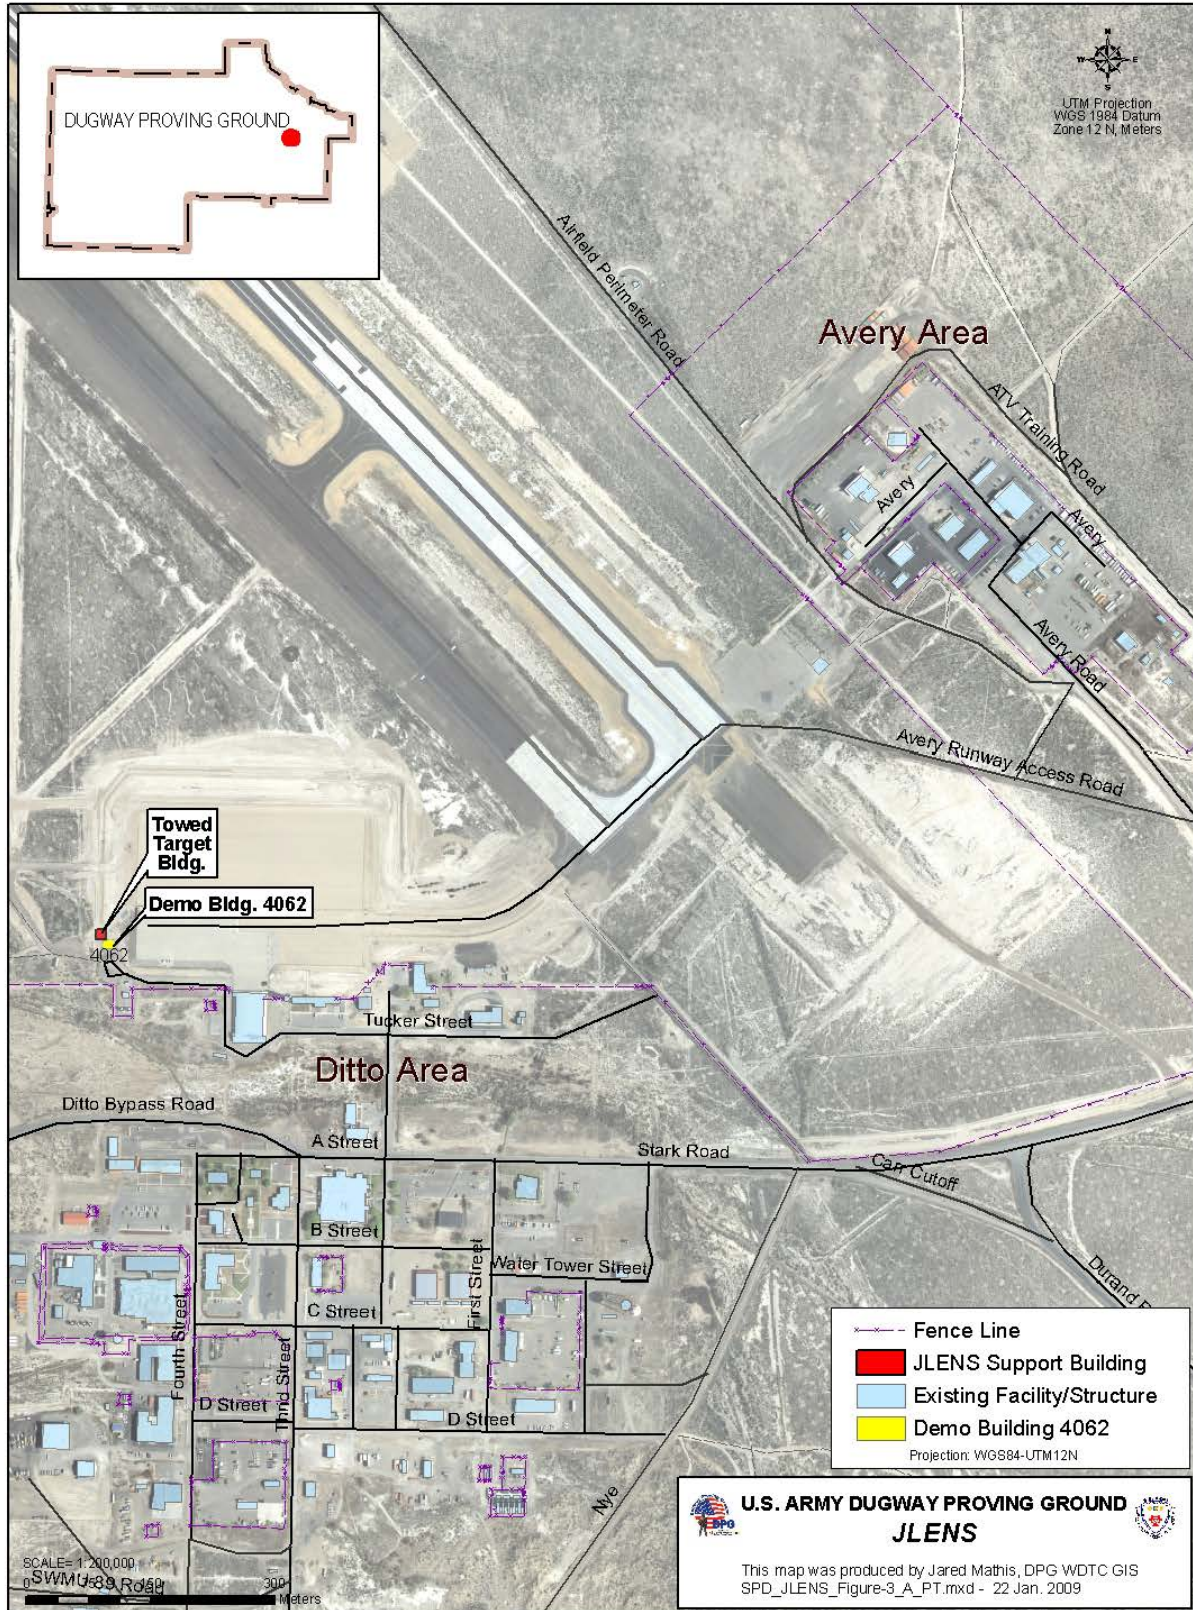 DUGWAY PROVING GROUND
N
W E
S
UTM Projection
WGS 1984 Datum
Zone 12 N, Meters
Airfield Perimeter Road
Avery Area
ATV Training Road
Avery
Avery
Avery Road
Avery Runway Access Road
Towed
Target
Bldg.
Demo Bldg. 4062
4062
Tucker Street
Ditto Area
Ditto Bypass Road
A Street
Stark Road
Carr Cutoff
B Street
Water Tower Street
First Street
C Street
Durand
Fourth Street
Third Street
D Street
D Street
Nye
Fence Line
JLENS Support Building
Existing Facility/Structure
Demo Building 4062
Projection: WGS84-UTM12N
DPG
U.S. ARMY DUGWAY PROVING GROUND
JLENS
This map was produced by Jared Mathis, DPG WDTC GIS
SPD_JLENS_Figure-3_A_PT.mxd - 22 Jan. 2009
SCALE= 1:200,000
0 75 150 300
Meters
SWMU-89 Road